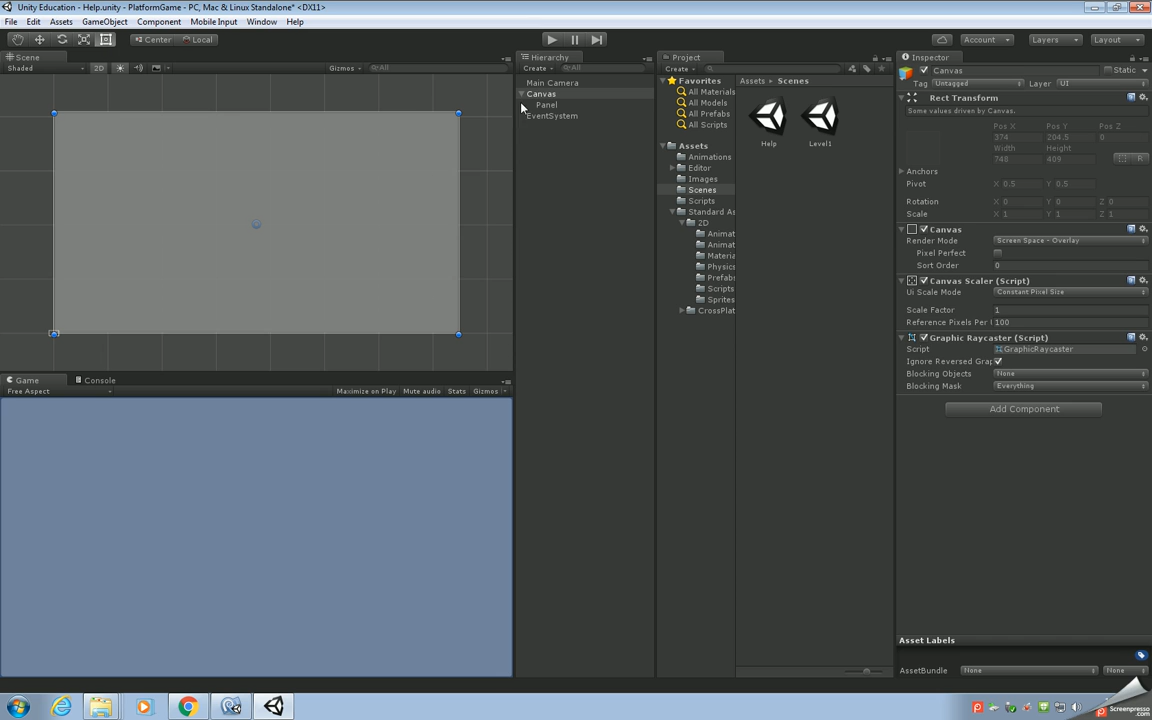 Unity Education - Help.unity - PlatformGame - PC, Mac & Linux Standalone* <DX11>
File Edit Assets GameObject Component Mobile Input Window Help
Center Local Account Layers Layout
Scene
Shaded 2D Gizmos All
Hierarchy
Create All
Main Camera
Canvas
Panel
EventSystem
Project
Create
Favorites
All Materials
All Models
All Prefabs
All Scripts
Assets
Animations
Editor
Images
Scenes
Scripts
Standard As
2D
Animat
Animat
Materia
Physics
Prefabs
Scripts
Sprites
CrossPlat
Assets Scenes
Help Level1
Inspector
Canvas Static
Tag Untagged Layer UI
Rect Transform
Some values driven by Canvas.
Pos X Pos Y Pos Z
374 204.5 0
Width Height
748 409
R
Anchors
Pivot X 0.5 Y 0.5
Rotation X 0 Y 0 Z 0
Scale X 1 Y 1 Z 1
Canvas
Render Mode Screen Space - Overlay
Pixel Perfect
Sort Order 0
Canvas Scaler (Script)
Ui Scale Mode Constant Pixel Size
Scale Factor 1
Reference Pixels Per U 100
Graphic Raycaster (Script)
Script GraphicRaycaster
Ignore Reversed Grap
Blocking Objects None
Blocking Mask Everything
Add Component
Asset Labels
AssetBundle None None
Game Console
Free Aspect Maximize on Play Mute audio Stats Gizmos
Screenpresso
.com